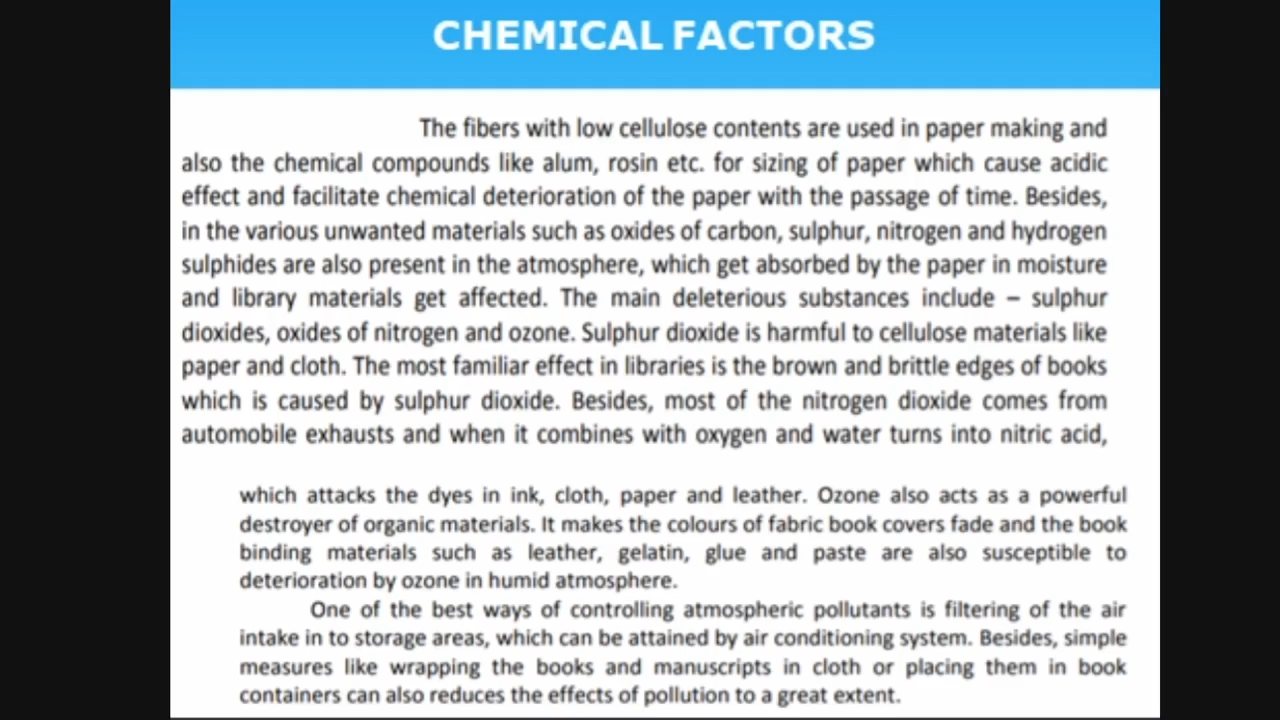 CHEMICAL FACTORS
The fibers with low cellulose contents are used in paper making and
also the chemical compounds like alum, rosin etc. for sizing of paper which cause acidic
effect and facilitate chemical deterioration of the paper with the passage of time. Besides,
in the various unwanted materials such as oxides of carbon, sulphur, nitrogen and hydrogen
sulphides are also present in the atmosphere, which get absorbed by the paper in moisture
and library materials get affected. The main deleterious substances include – sulphur
dioxides, oxides of nitrogen and ozone. Sulphur dioxide is harmful to cellulose materials like
paper and cloth. The most familiar effect in libraries is the brown and brittle edges of books
which is caused by sulphur dioxide. Besides, most of the nitrogen dioxide comes from
automobile exhausts and when it combines with oxygen and water turns into nitric acid,
which attacks the dyes in ink, cloth, paper and leather. Ozone also acts as a powerful
destroyer of organic materials. It makes the colours of fabric book covers fade and the book
binding materials such as leather, gelatin, glue and paste are also susceptible to
deterioration by ozone in humid atmosphere.
One of the best ways of controlling atmospheric pollutants is filtering of the air
intake in to storage areas, which can be attained by air conditioning system. Besides, simple
measures like wrapping the books and manuscripts in cloth or placing them in book
containers can also reduces the effects of pollution to a great extent.